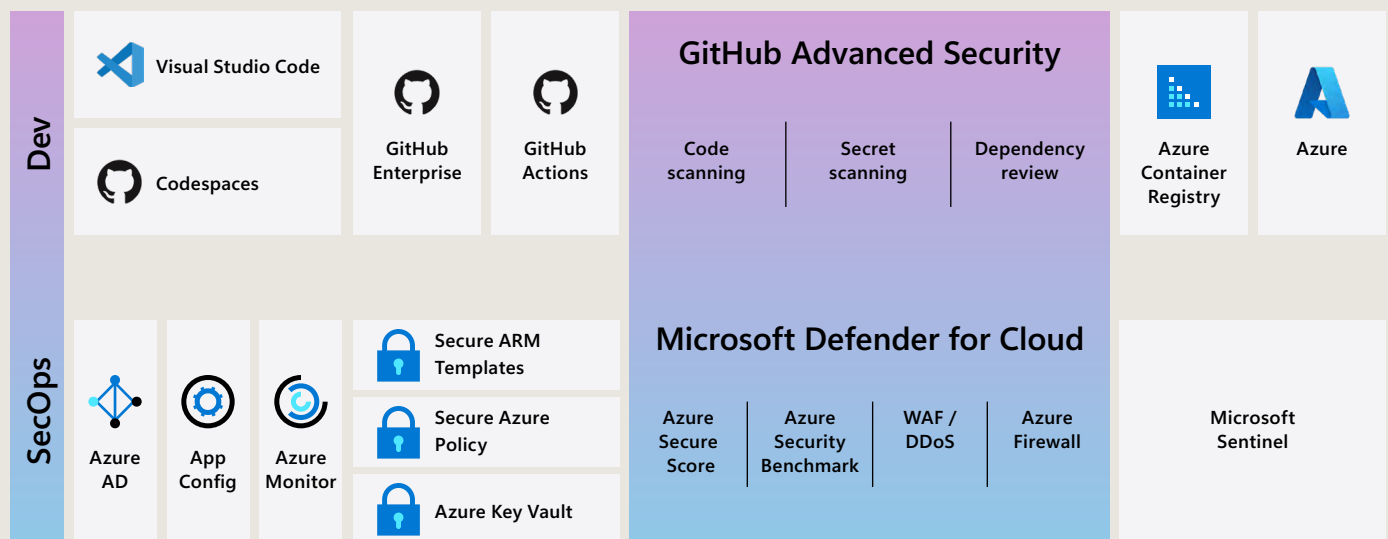 Dev
Visual Studio Code
Codespaces
GitHub
Enterprise
GitHub
Actions
GitHub Advanced Security
Code
scanning
Secret
scanning
Dependency
review
Azure
Container
Registry
Azure
SecOps
Azure
AD
App
Config
Azure
Monitor
Secure ARM
Templates
Secure Azure
Policy
Azure Key Vault
Microsoft Defender for Cloud
Azure
Secure
Score
Azure
Security
Benchmark
WAF /
DDoS
Azure
Firewall
Microsoft
Sentinel